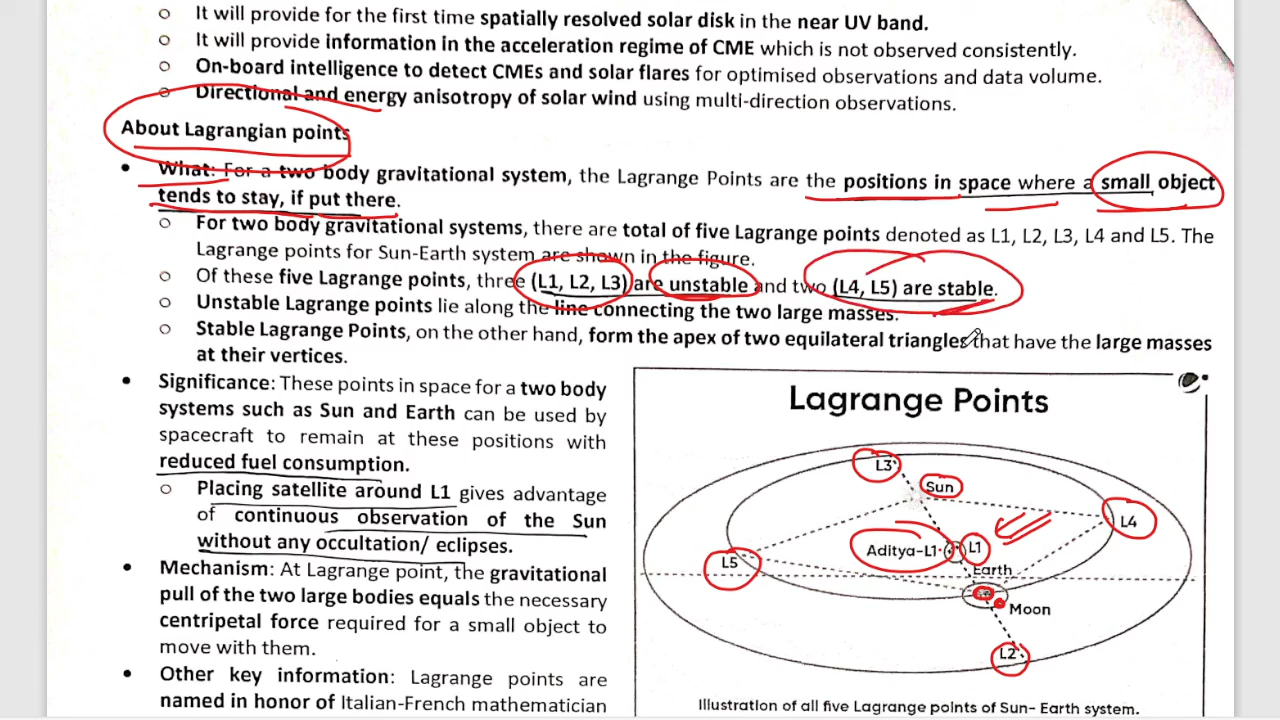 o It will provide for the first time spatially resolved solar disk in the near UV band.
o It will provide information in the acceleration regime of CME which is not observed consistently.
o On-board intelligence to detect CMEs and solar flares for optimised observations and data volume.
o Directional and energy anisotropy of solar wind using multi-direction observations.
About Lagrangian points
• What: For a two body gravitational system, the Lagrange Points are the positions in space where a small object
tends to stay, if put there.
o For two body gravitational systems, there are total of five Lagrange points denoted as L1, L2, L3, L4 and L5. The
Lagrange points for Sun-Earth system are shown in the figure.
o Of these five Lagrange points, three (L1, L2, L3) are unstable and two (L4, L5) are stable.
o Unstable Lagrange points lie along the line connecting the two large masses.
o Stable Lagrange Points, on the other hand, form the apex of two equilateral triangles that have the large masses
at their vertices.
• Significance: These points in space for a two body
systems such as Sun and Earth can be used by
spacecraft to remain at these positions with
reduced fuel consumption.
o Placing satellite around L1 gives advantage
of continuous observation of the Sun
without any occultation/ eclipses.
• Mechanism: At Lagrange point, the gravitational
pull of the two large bodies equals the necessary
centripetal force required for a small object to
move with them.
• Other key information: Lagrange points are
named in honor of Italian-French mathematician
Lagrange Points
L3
Sun
L4
Aditya-L1
L1
L5
Earth
Moon
L2
Illustration of all five Lagrange points of Sun- Earth system.